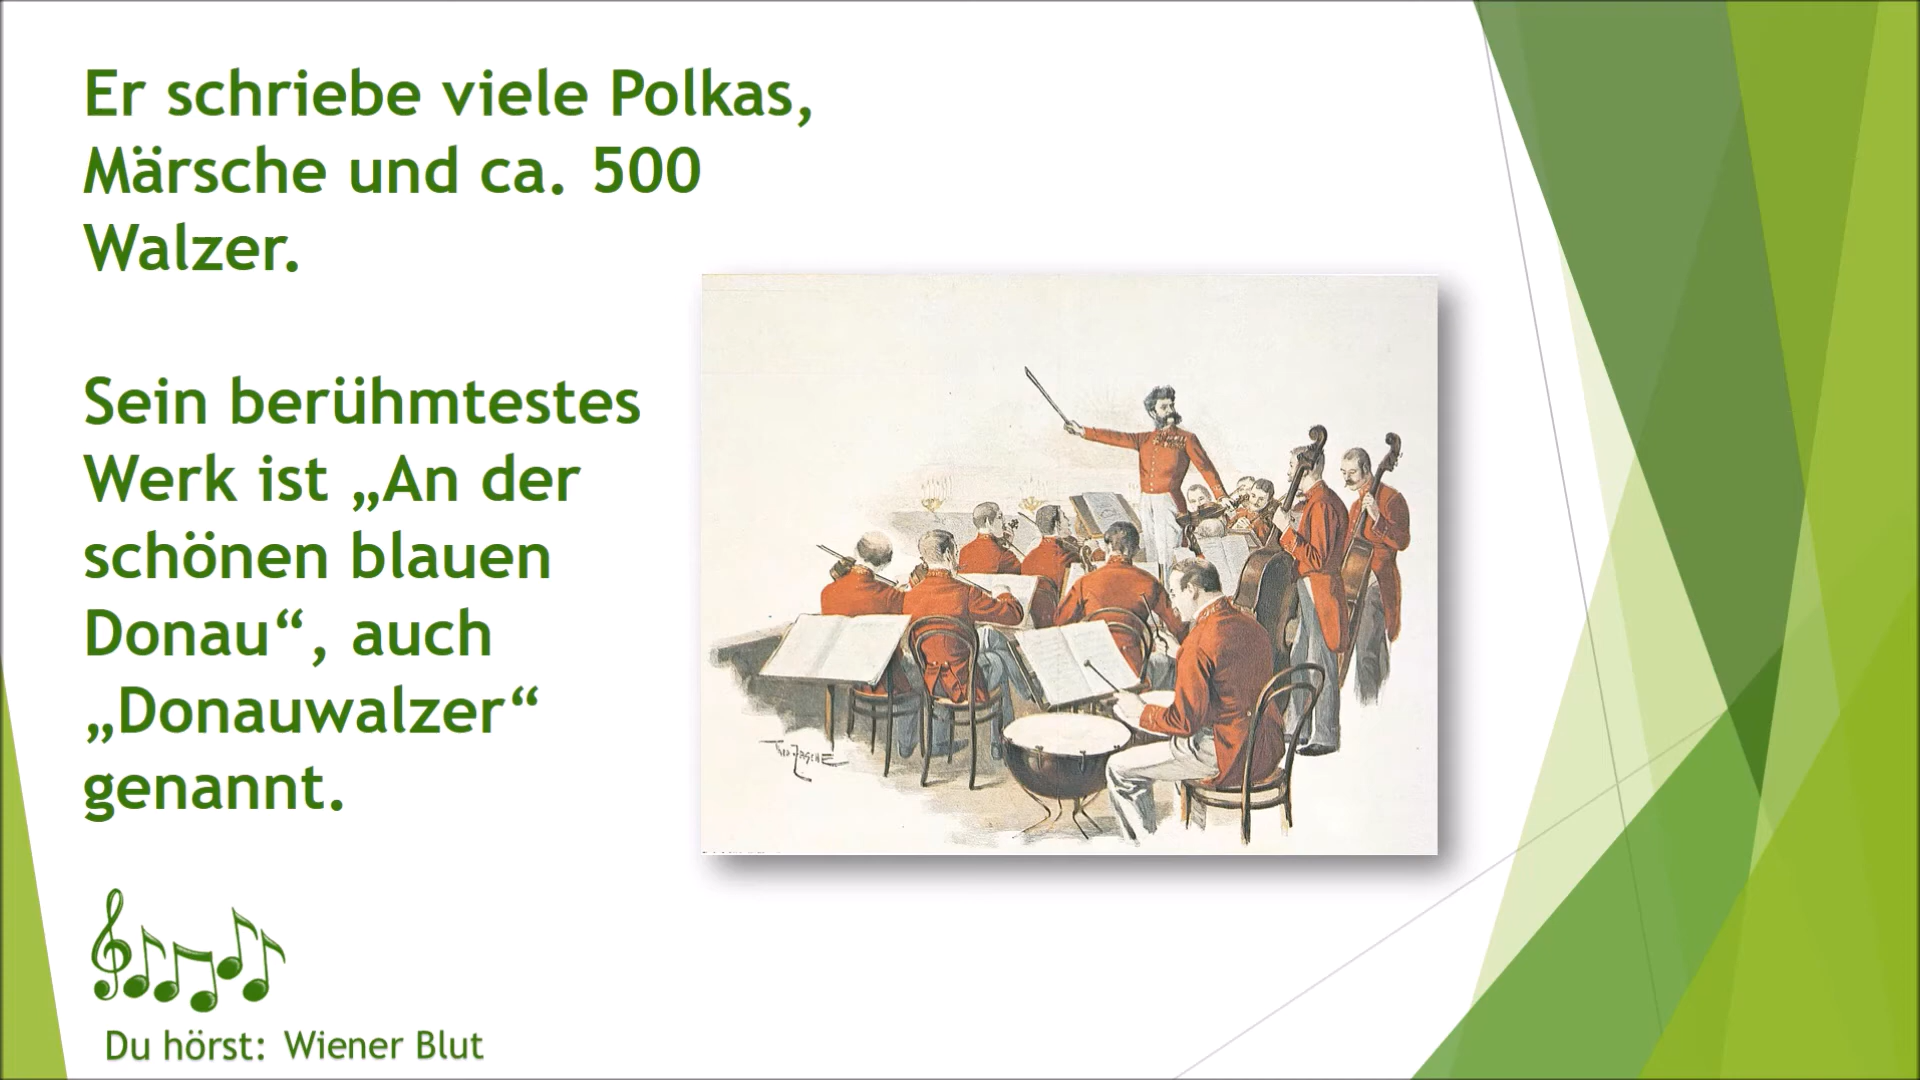 Er schriebe viele Polkas,
Märsche und ca. 500
Walzer.
Sein berühmtestes
Werk ist „An der
schönen blauen
Donau“, auch
„Donauwalzer“
genannt.
Du hörst: Wiener Blut